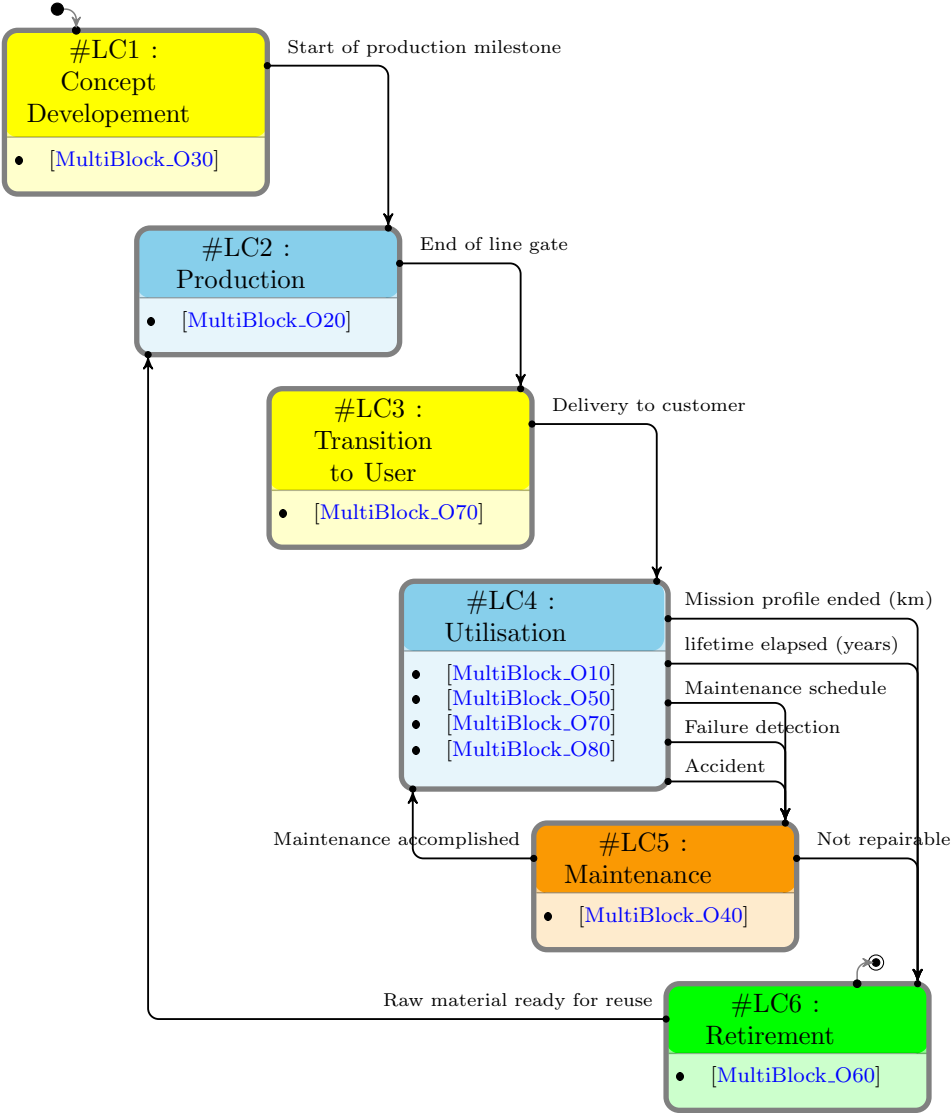 #LC1 :
Concept
Developement
• [MultiBlock_O30]
Start of production milestone
#LC2 :
Production
• [MultiBlock_O20]
End of line gate
#LC3 :
Transition
to User
• [MultiBlock_O70]
Delivery to customer
#LC4 :
Utilisation
• [MultiBlock_O10]
• [MultiBlock_O50]
• [MultiBlock_O70]
• [MultiBlock_O80]
Mission profile ended (km)
lifetime elapsed (years)
Maintenance schedule
Failure detection
Accident
Maintenance accomplished
#LC5 :
Maintenance
• [MultiBlock_O40]
Not repairable
Raw material ready for reuse
#LC6 :
Retirement
• [MultiBlock_O60]